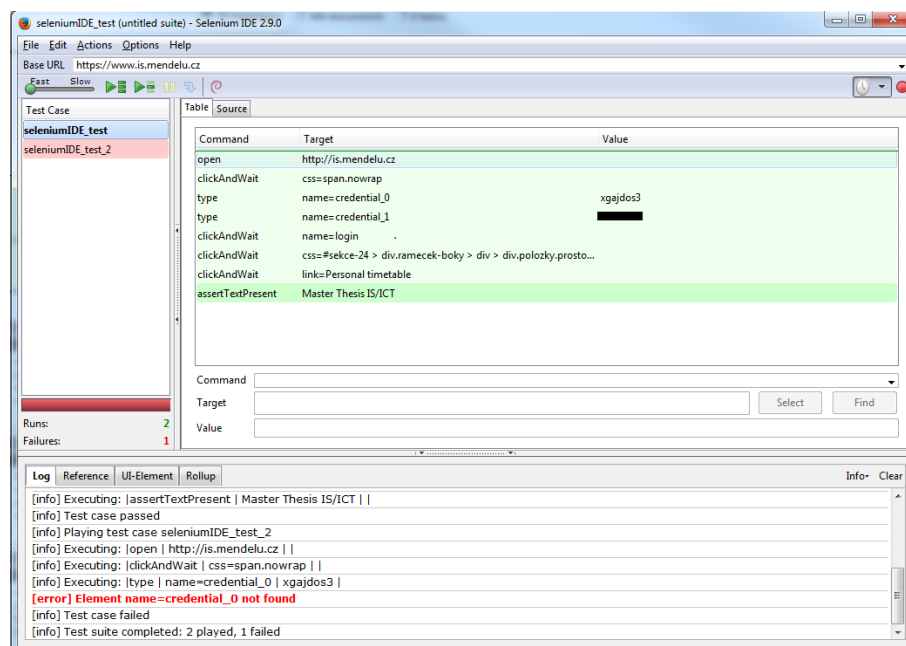 seleniumIDE_test (untitled suite) - Selenium IDE 2.9.0
File Edit Actions Options Help
Base URL https://www.is.mendelu.cz
Fast Slow
Test Case
seleniumIDE_test
seleniumIDE_test_2
Runs: 2
Failures: 1
Table Source
Command Target Value
open http://is.mendelu.cz
clickAndWait css=span.nowrap
type name=credential_0 xgajdos3
type name=credential_1
clickAndWait name=login
clickAndWait css=#sekce-24 > div.ramecek-boky > div > div.polozky.prosto...
clickAndWait link=Personal timetable
assertTextPresent Master Thesis IS/ICT
Command
Target Select Find
Value
Log Reference UI-Element Rollup Info Clear
[info] Executing: |assertTextPresent | Master Thesis IS/ICT | |
[info] Test case passed
[info] Playing test case seleniumIDE_test_2
[info] Executing: |open | http://is.mendelu.cz | |
[info] Executing: |clickAndWait | css=span.nowrap | |
[info] Executing: |type | name=credential_0 | xgajdos3 |
[error] Element name=credential_0 not found
[info] Test case failed
[info] Test suite completed: 2 played, 1 failed